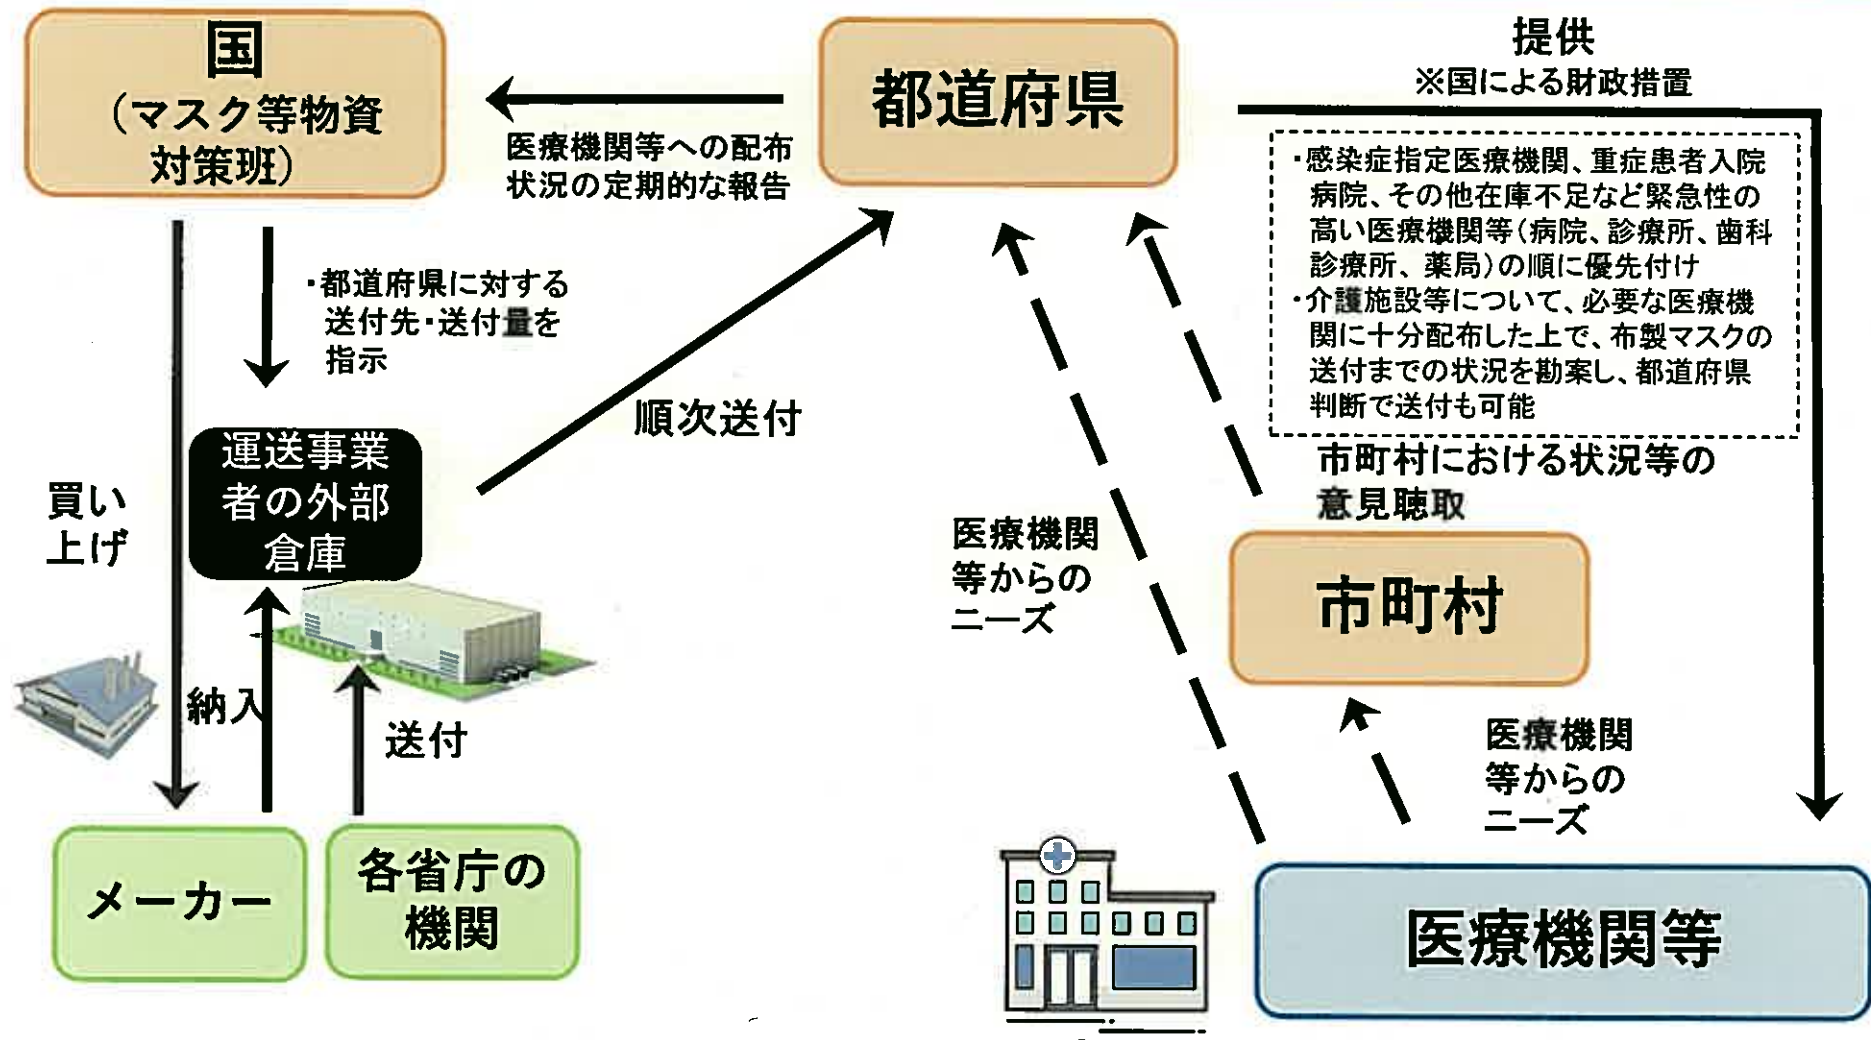 国
（マスク等物資
対策班）
都道府県
提供
※国による財政措置
医療機関等への配布
状況の定期的な報告
・感染症指定医療機関、重症患者入院
病院、その他在庫不足など緊急性の
高い医療機関等（病院、診療所、歯科
診療所、薬局）の順に優先付け
・介護施設等について、必要な医療機
関に十分配布した上で、布製マスクの
送付までの状況を勘案し、都道府県
判断で送付も可能
・都道府県に対する
送付先・送付量を
指示
順次送付
運送事業
者の外部
倉庫
買い
上げ
市町村における状況等の
意見聴取
医療機関
等からの
ニーズ
市町村
納入
送付
医療機関
等からの
ニーズ
メーカー
各省庁の
機関
医療機関等